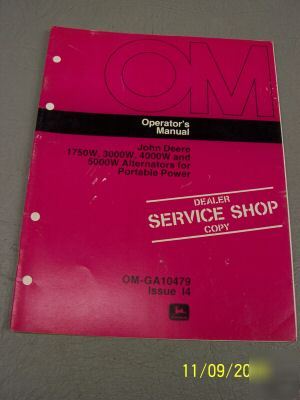 OM
Operator's
Manual
John Deere
1750W, 3000W, 4000W and
5000W Alternators for
Portable Power
DEALER
SERVICE SHOP
COPY
OM-GA10479
Issue I4
11/09/20